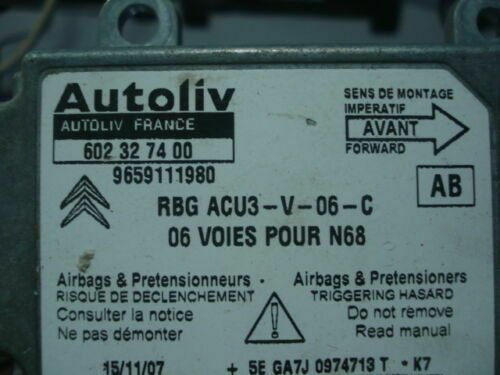 Autoliv
AUTOLIV FRANCE
602 32 74 00
9659111980
SENS DE MONTAGE
IMPERATIF
AVANT
FORWARD
AB
RBG ACU3-V-06-C
06 VOIES POUR N68
Airbags & Pretensionneurs
RISQUE DE DECLENCHEMENT
Consulter la notice
Ne pas démonter
Airbags & Pretensioners
TRIGGERING HASARD
Do not remove
Read manual
15/11/07 + 5E GA7J 0974713 T * K7